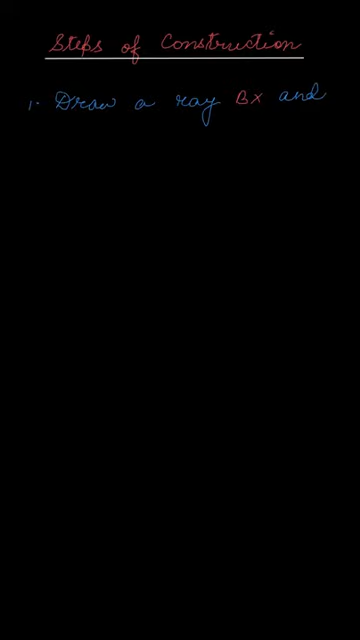 Steps of Construction
1. Draw a ray BX and